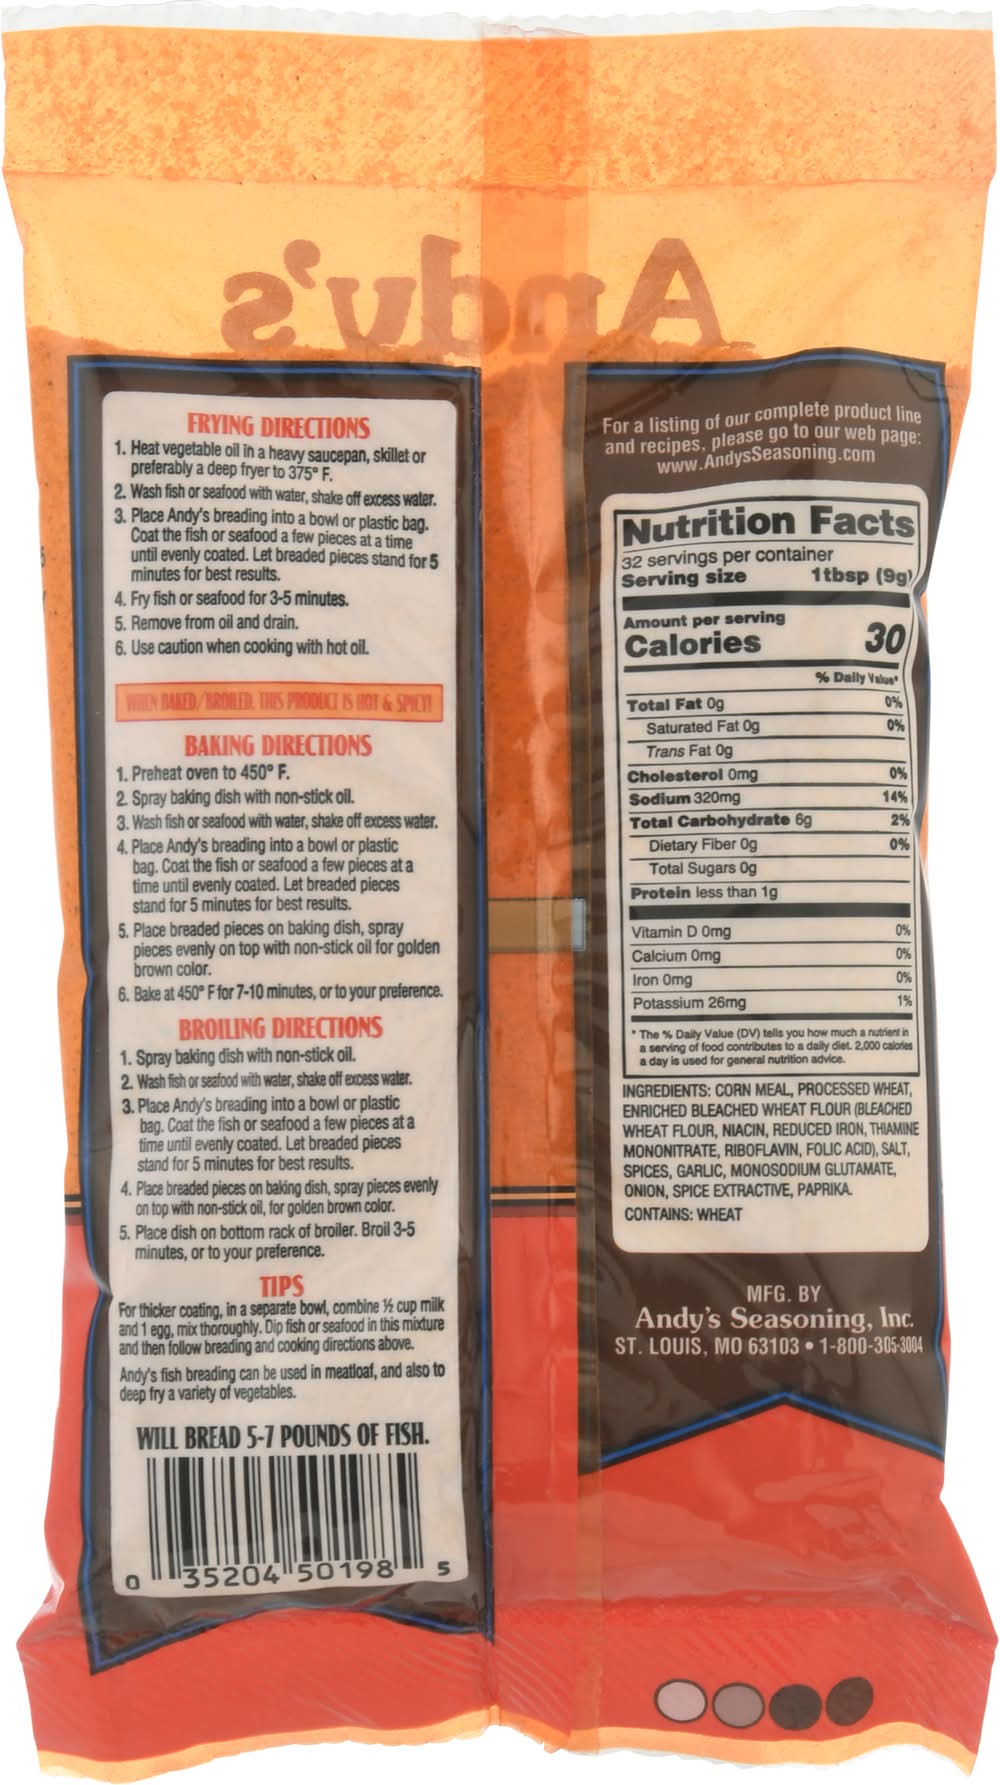 Andy's
FRYING DIRECTIONS
1. Heat vegetable oil in a heavy saucepan, skillet or
preferably a deep fryer to 375° F.
2. Wash fish or seafood with water, shake off excess water.
3. Place Andy's breading into a bowl or plastic bag.
Coat the fish or seafood a few pieces at a time
until evenly coated. Let breaded pieces stand for 5
minutes for best results.
4. Fry fish or seafood for 3-5 minutes.
5. Remove from oil and drain.
6. Use caution when cooking with hot oil.
WHEN BAKED/BROILED, THIS PRODUCT IS HOT & SPICY!
BAKING DIRECTIONS
1. Preheat oven to 450° F.
2. Spray baking dish with non-stick oil.
3. Wash fish or seafood with water, shake off excess water.
4. Place Andy's breading into a bowl or plastic
bag. Coat the fish or seafood a few pieces at a
time until evenly coated. Let breaded pieces
stand for 5 minutes for best results.
5. Place breaded pieces on baking dish, spray
pieces evenly on top with non-stick oil for golden
brown color.
6. Bake at 450° F for 7-10 minutes, or to your preference.
BROILING DIRECTIONS
1. Spray baking dish with non-stick oil.
2. Wash fish or seafood with water, shake off excess water.
3. Place Andy's breading into a bowl or plastic
bag. Coat the fish or seafood a few pieces at a
time until evenly coated. Let breaded pieces
stand for 5 minutes for best results.
4. Place breaded pieces on baking dish, spray pieces evenly
on top with non-stick oil, for golden brown color.
5. Place dish on bottom rack of broiler. Broil 3-5
minutes, or to your preference.
TIPS
For thicker coating, in a separate bowl, combine ½ cup milk
and 1 egg, mix thoroughly. Dip fish or seafood in this mixture
and then follow breading and cooking directions above.
Andy's fish breading can be used in meatloaf, and also to
deep fry a variety of vegetables.
WILL BREAD 5-7 POUNDS OF FISH.
0 35204 50198 5
For a listing of our complete product line
and recipes, please go to our web page:
www.AndysSeasoning.com
Nutrition Facts
32 servings per container
Serving size 1tbsp (9g)
Amount per serving
Calories 30
% Daily Value*
Total Fat 0g 0%
Saturated Fat 0g 0%
Trans Fat 0g
Cholesterol 0mg 0%
Sodium 320mg 14%
Total Carbohydrate 6g 2%
Dietary Fiber 0g 0%
Total Sugars 0g
Protein less than 1g
Vitamin D 0mg 0%
Calcium 0mg 0%
Iron 0mg 0%
Potassium 26mg 1%
* The % Daily Value (DV) tells you how much a nutrient in
a serving of food contributes to a daily diet. 2,000 calories
a day is used for general nutrition advice.
INGREDIENTS: CORN MEAL, PROCESSED WHEAT,
ENRICHED BLEACHED WHEAT FLOUR (BLEACHED
WHEAT FLOUR, NIACIN, REDUCED IRON, THIAMINE
MONONITRATE, RIBOFLAVIN, FOLIC ACID), SALT,
SPICES, GARLIC, MONOSODIUM GLUTAMATE,
ONION, SPICE EXTRACTIVE, PAPRIKA.
CONTAINS: WHEAT
MFG. BY
Andy's Seasoning, Inc.
ST. LOUIS, MO 63103 • 1-800-305-3004